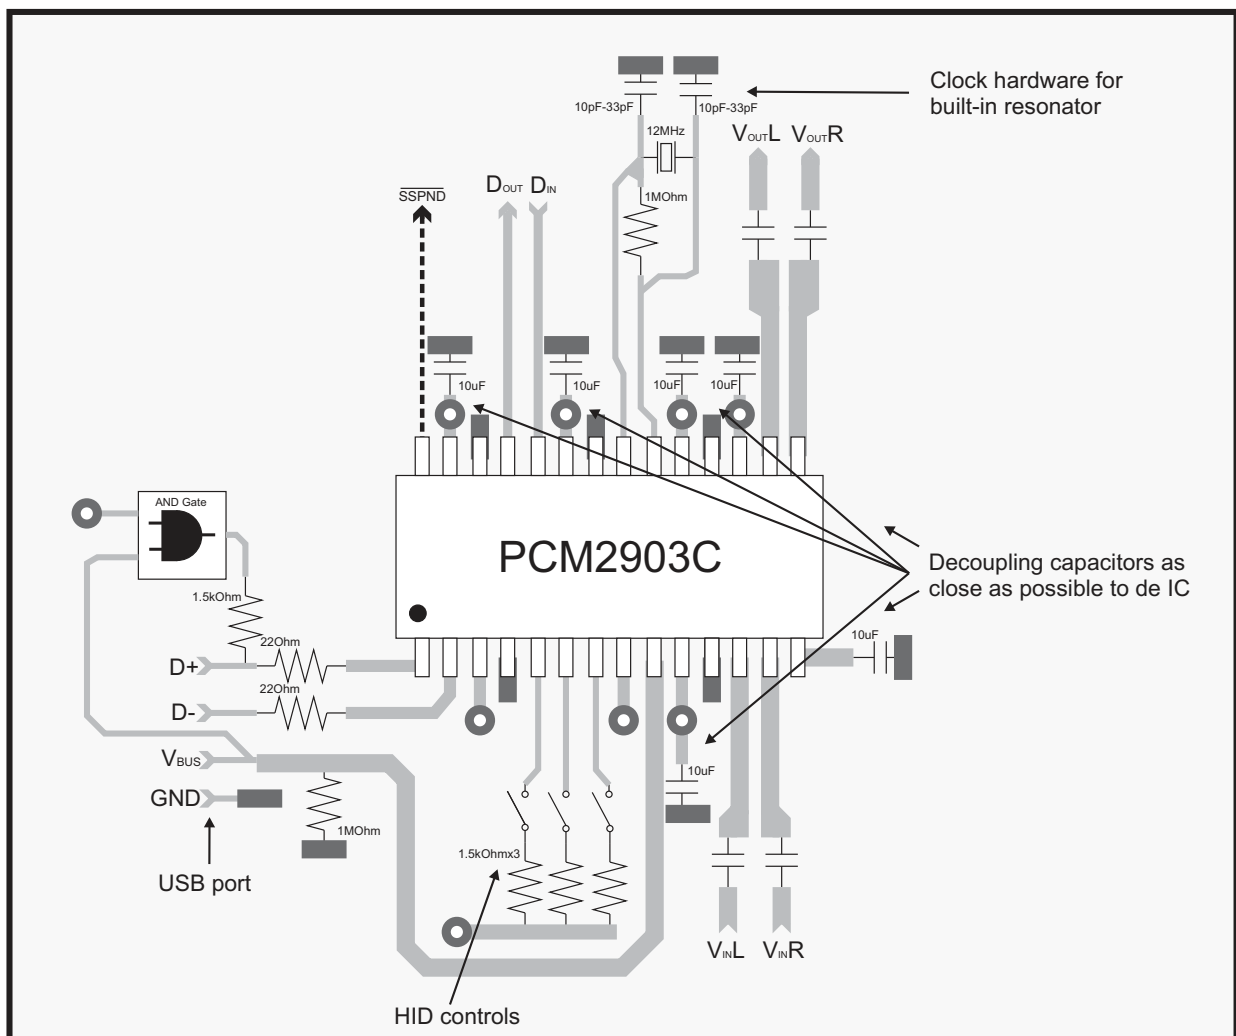 Clock hardware for
built-in resonator
10pF-33pF
10pF-33pF
12MHz
VOUTL
VOUTR
SSPND
DOUT
DIN
1MOhm
10uF
10uF
10uF
10uF
AND Gate
PCM2903C
Decoupling capacitors as
close as possible to de IC
1.5kOhm
22Ohm
D+
10uF
22Ohm
D-
VBUS
10uF
GND
1MOhm
1.5kOhmx3
USB port
VINL
VINR
HID controls